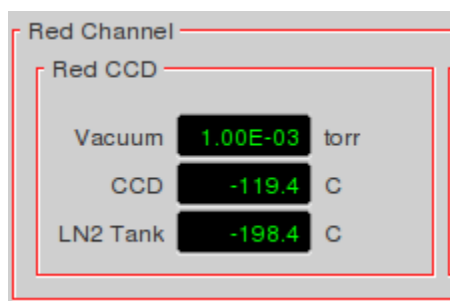 Red Channel
Red CCD
Vacuum 1.00E-03 torr
CCD -119.4 C
LN2 Tank -198.4 C